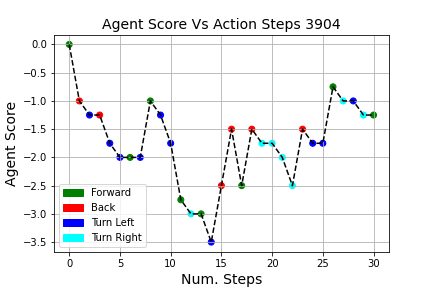 Agent Score Vs Action Steps 3904
Agent Score
0.0
−0.5
−1.0
−1.5
−2.0
−2.5
−3.0
−3.5
Forward
Back
Turn Left
Turn Right
0 5 10 15 20 25 30
Num. Steps